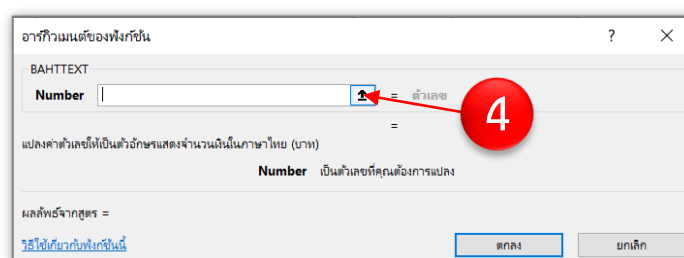 อาร์กิวเมนต์ของฟังก์ชัน ?
BAHTTEXT
Number = ตัวเลข
4
=
แปลงค่าตัวเลขให้เป็นตัวอักษรแสดงจำนวนเงินในภาษาไทย (บาท)
Number เป็นตัวเลขที่คุณต้องการแปลง
ผลลัพธ์จากสูตร =
วิธีใช้เกี่ยวกับฟังก์ชันนี้ ตกลง ยกเลิก